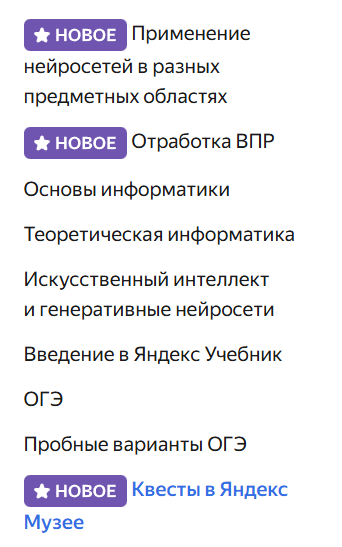 НОВОЕ Применение
нейросетей в разных
предметных областях
НОВОЕ Отработка ВПР
Основы информатики
Теоретическая информатика
Искусственный интеллект
и генеративные нейросети
Введение в Яндекс Учебник
ОГЭ
Пробные варианты ОГЭ
НОВОЕ Квесты в Яндекс
Музее